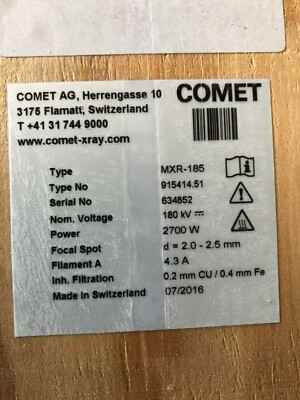 COMET AG, Herrengasse 10
3175 Flamatt, Switzerland
T +41 31 744 9000
www.comet-xray.com
COMET
Type MXR-185
Type No 915414.51
Serial No 634852
Nom. Voltage 180 kV ⎓
Power 2700 W
Focal Spot d = 2.0 - 2.5 mm
Filament A 4.3 A
Inh. Filtration 0.2 mm CU / 0.4 mm Fe
Made in Switzerland 07/2016